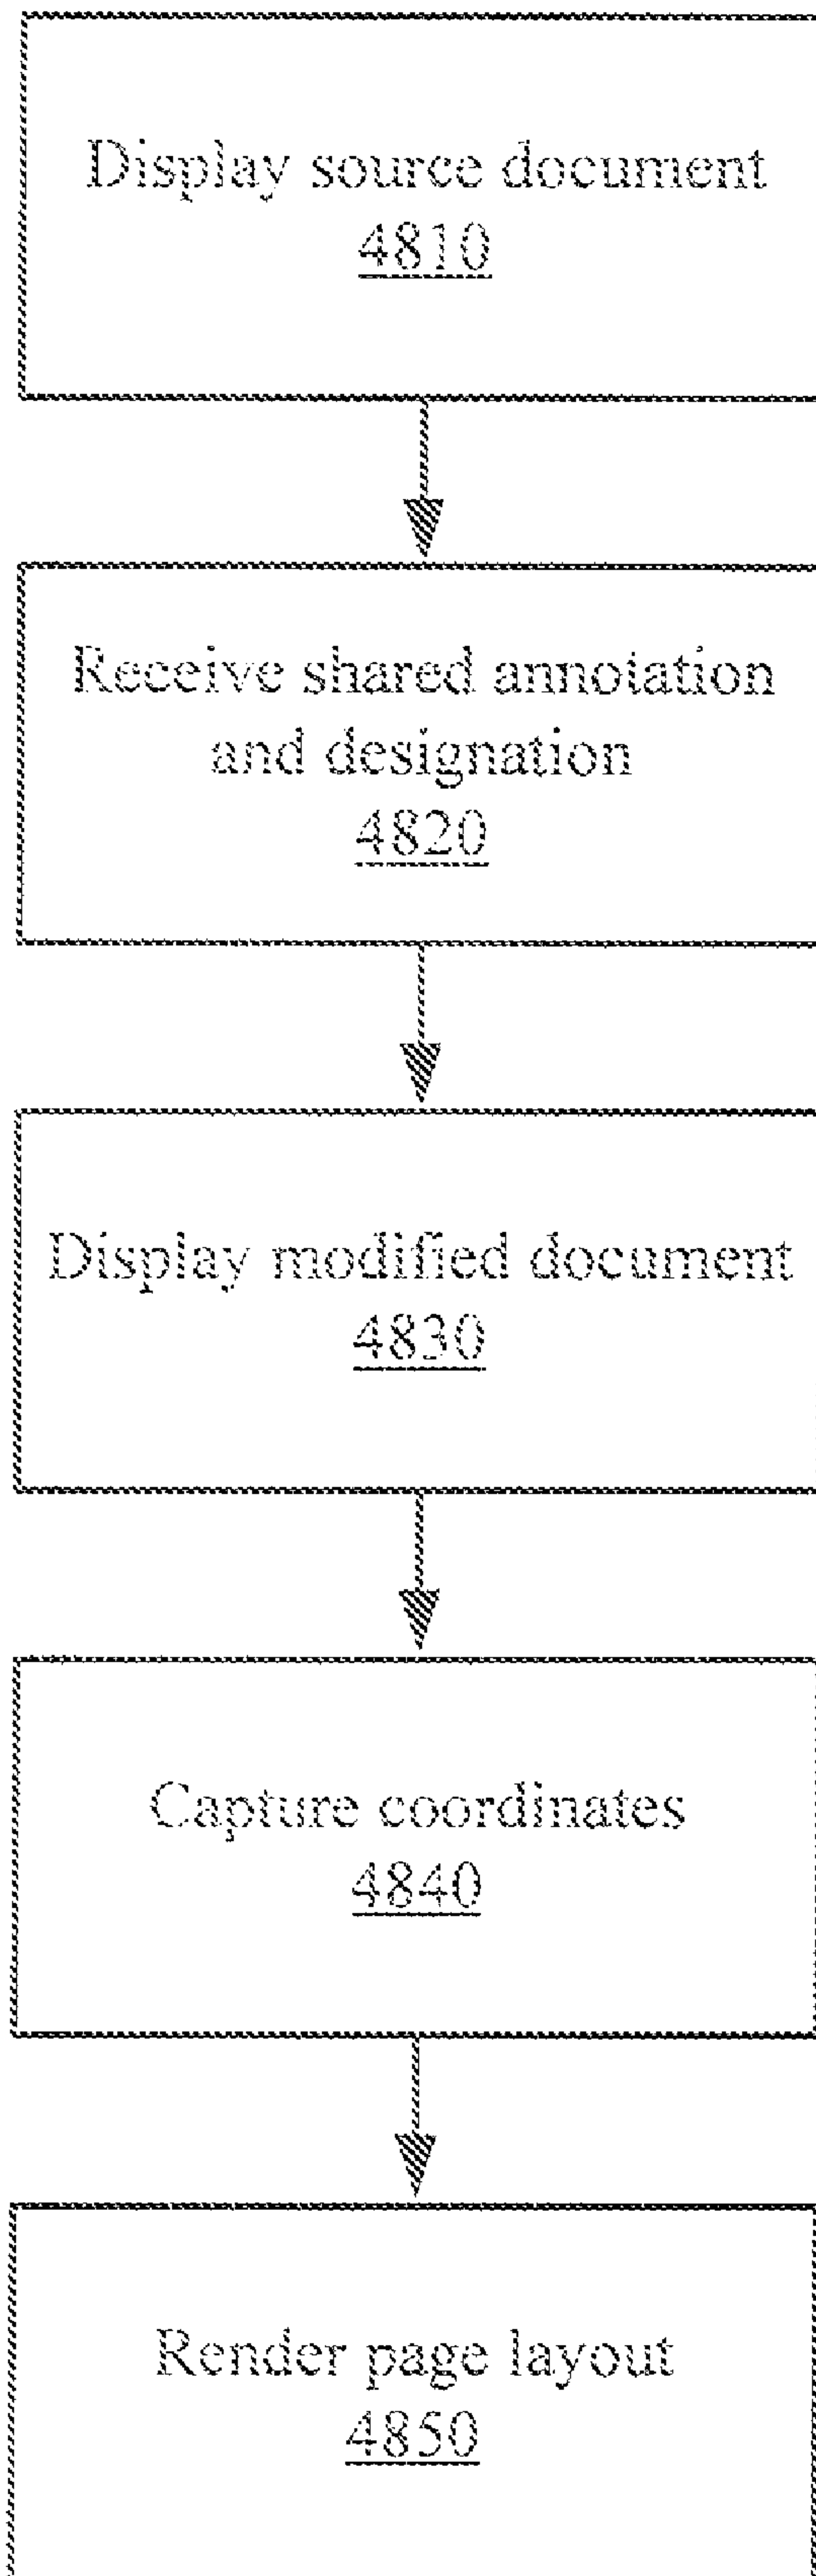 Display source document
4810
Receive shared annotation
and designation
4820
Display modified document
4830
Capture coordinates
4840
Render page layout
4850